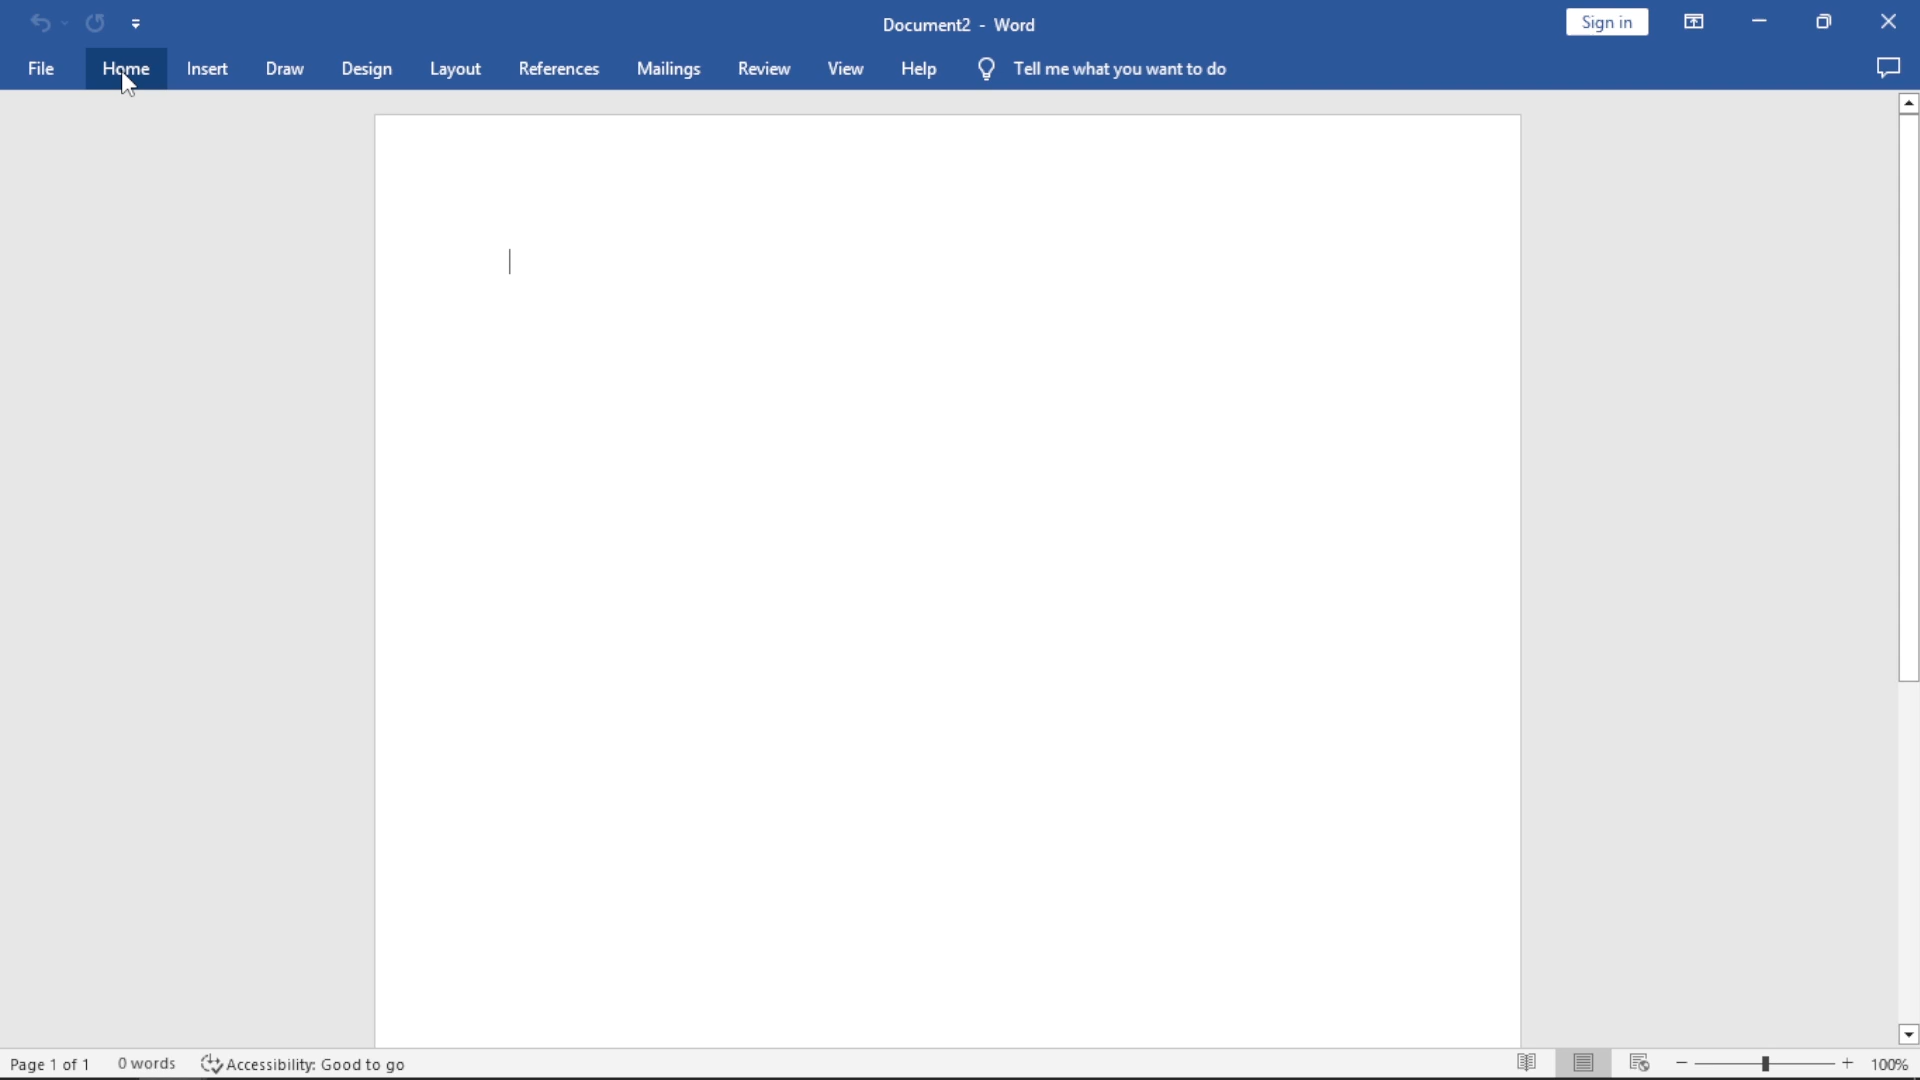 Document2 - Word
Sign in
File Home Insert Draw Design Layout References Mailings Review View Help Tell me what you want to do
Page 1 of 1 0 words Accessibility: Good to go 100%